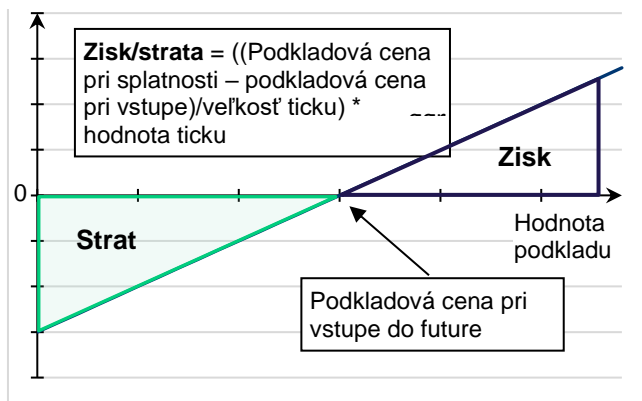 Zisk/strata = ((Podkladová cena
pri splatnosti – podkladová cena
pri vstupe)/veľkosť ticku) *
hodnota ticku
Zisk
0
Strat
Hodnota
podkladu
Podkladová cena pri
vstupe do future